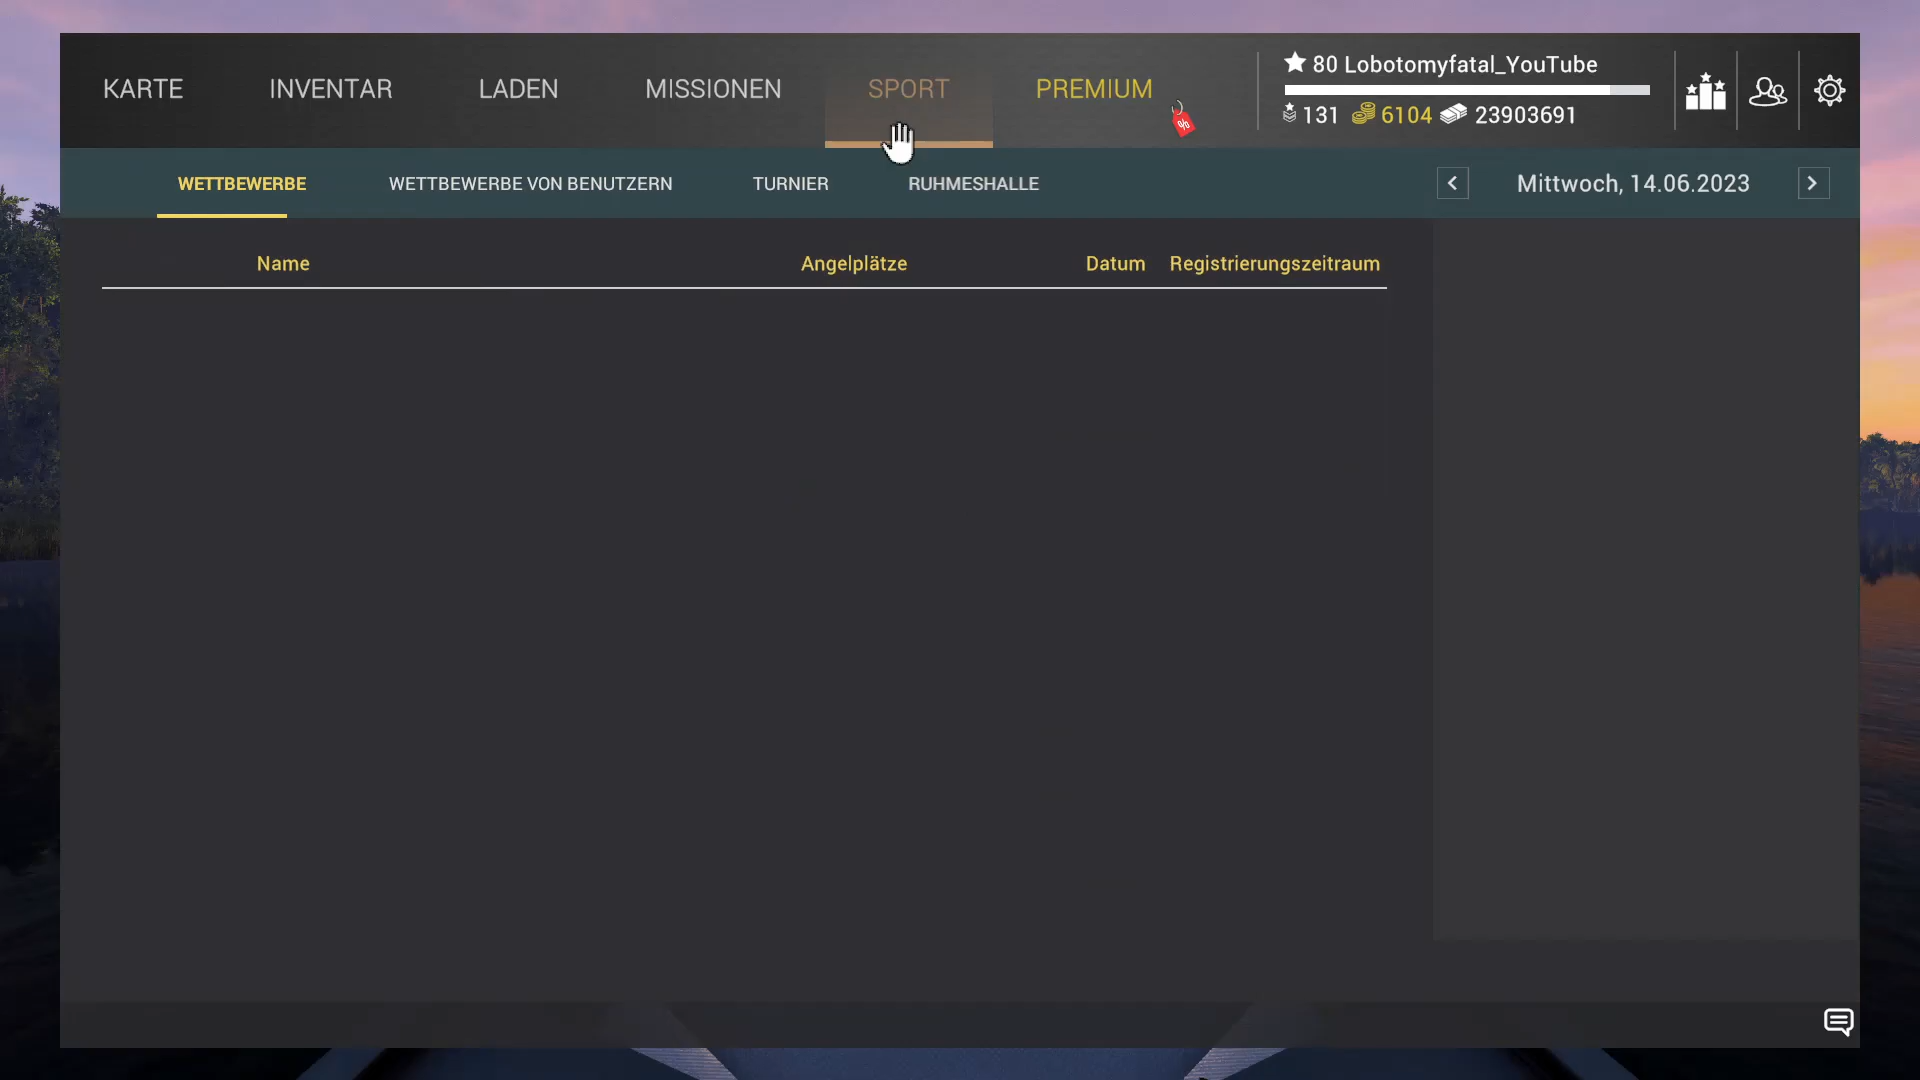 KARTE INVENTAR LADEN MISSIONEN SPORT PREMIUM %
80 Lobotomyfatal_YouTube
131 6104 23903691
WETTBEWERBE WETTBEWERBE VON BENUTZERN TURNIER RUHMESHALLE < Mittwoch, 14.06.2023 >
Name Angelplätze Datum Registrierungszeitraum